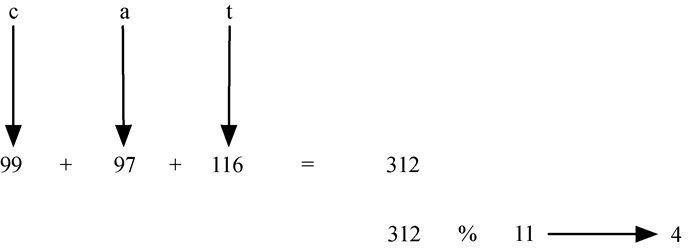 c a t
99 + 97 + 116 = 312
312 % 11 4